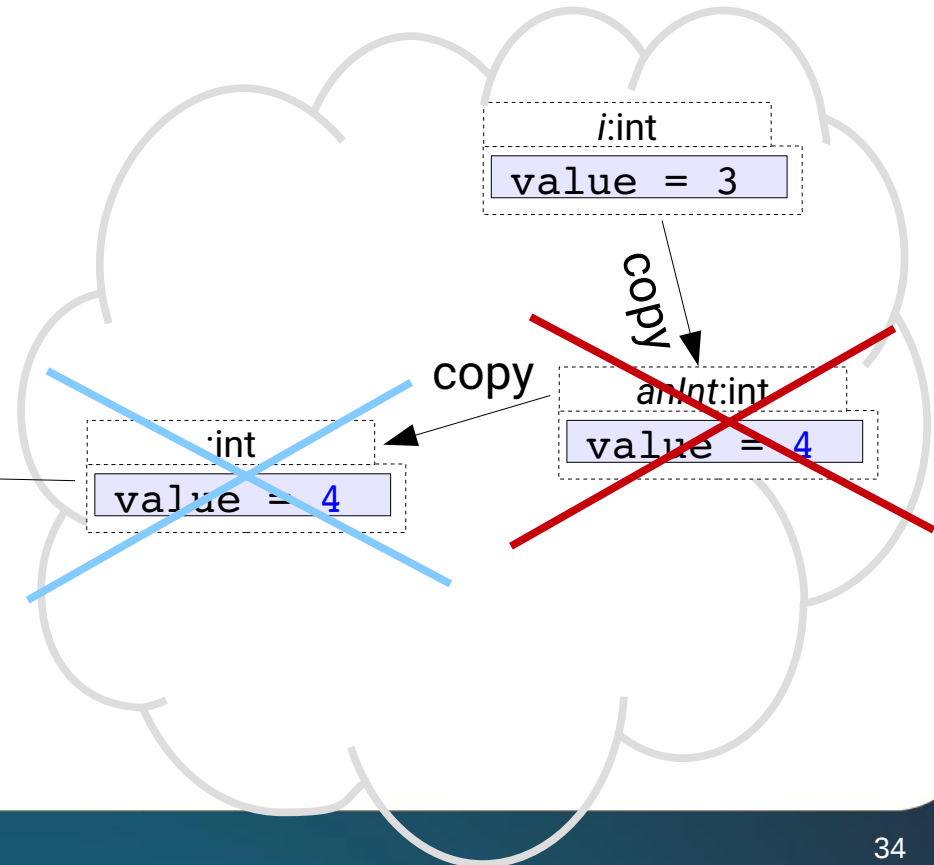 i:int
value = 3
copy
copy
anInt:int
value = 4
:int
value = 4
34